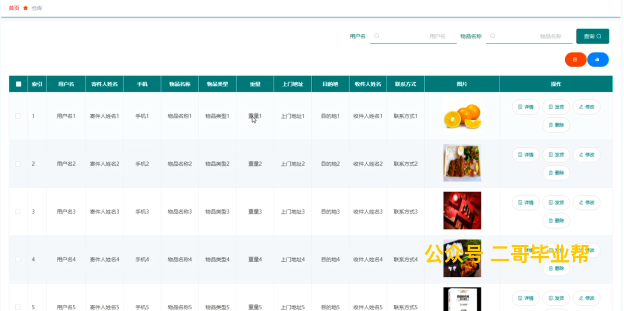 首页 仓库
用户名 用户名 物品名称 物品名称 查询
索引 用户名 寄件人姓名 手机 物品名称 物品类型 重量 上门地址 目的地 收件人姓名 联系方式 图片 操作
1 用户名1 寄件人姓名1 手机1 物品名称1 物品类型1 重量1 上门地址1 目的地1 收件人姓名1 联系方式1 详情 发货 修改
删除
2 用户名2 寄件人姓名2 手机2 物品名称2 物品类型2 重量2 上门地址2 目的地2 收件人姓名2 联系方式2 详情 发货 修改
删除
3 用户名3 寄件人姓名3 手机3 物品名称3 物品类型3 重量3 上门地址3 目的地3 收件人姓名3 联系方式3 详情 发货 修改
删除
4 用户名4 寄件人姓名4 手机4 物品名称4 物品类型4 重量4 上门地址4 目的地4 收件人姓名4 联系方式4
公众号 二哥毕业帮
删除
5 用户名5 寄件人姓名5 手机5 物品名称5 物品类型5 重量5 上门地址5 目的地5 收件人姓名5 联系方式5 详情 发货 修改